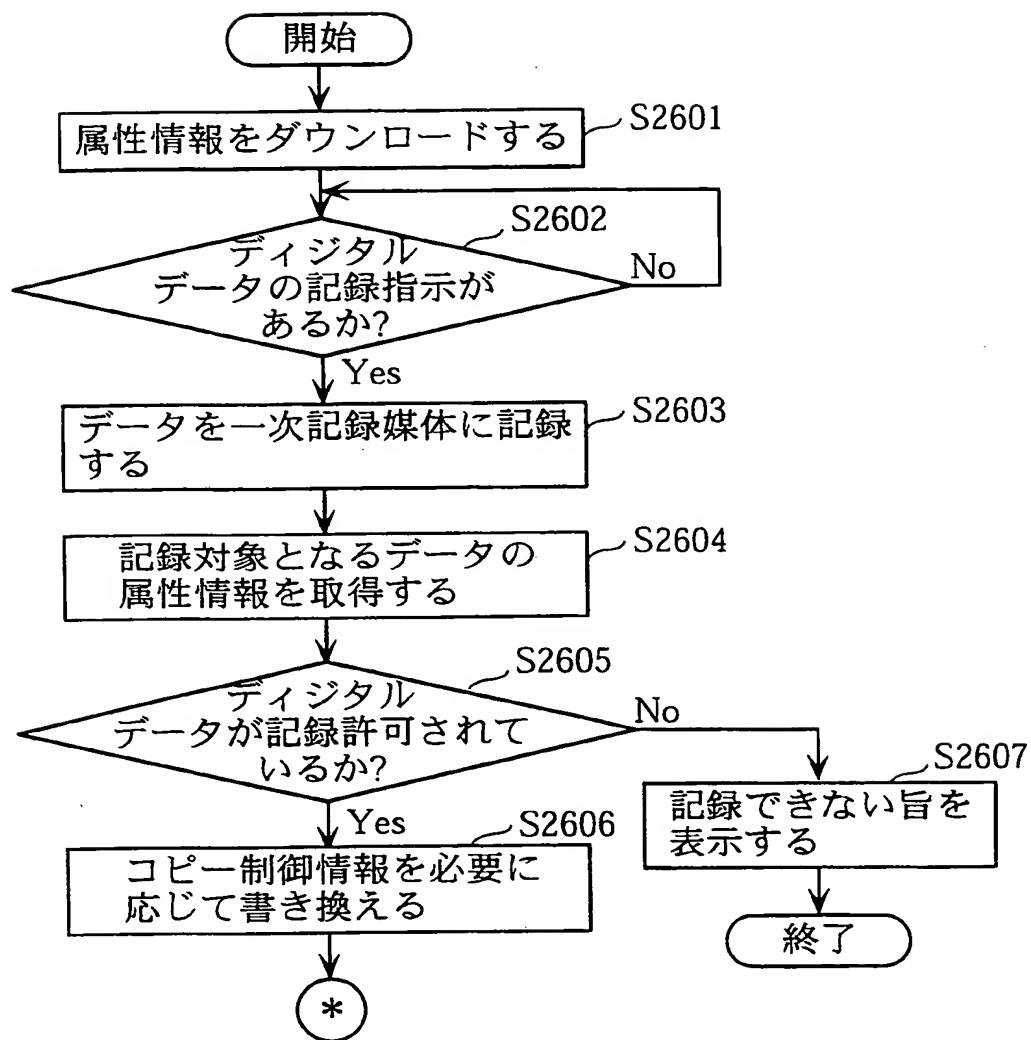 開始
属性情報をダウンロードする
S2601
S2602
ディジタル
データの記録指示が
あるか?
No
Yes
データを一次記録媒体に記録
する
S2603
記録対象となるデータの
属性情報を取得する
S2604
S2605
ディジタル
データが記録許可されて
いるか?
No
Yes
S2606
コピー制御情報を必要に
応じて書き換える
S2607
記録できない旨を
表示する
終了
*